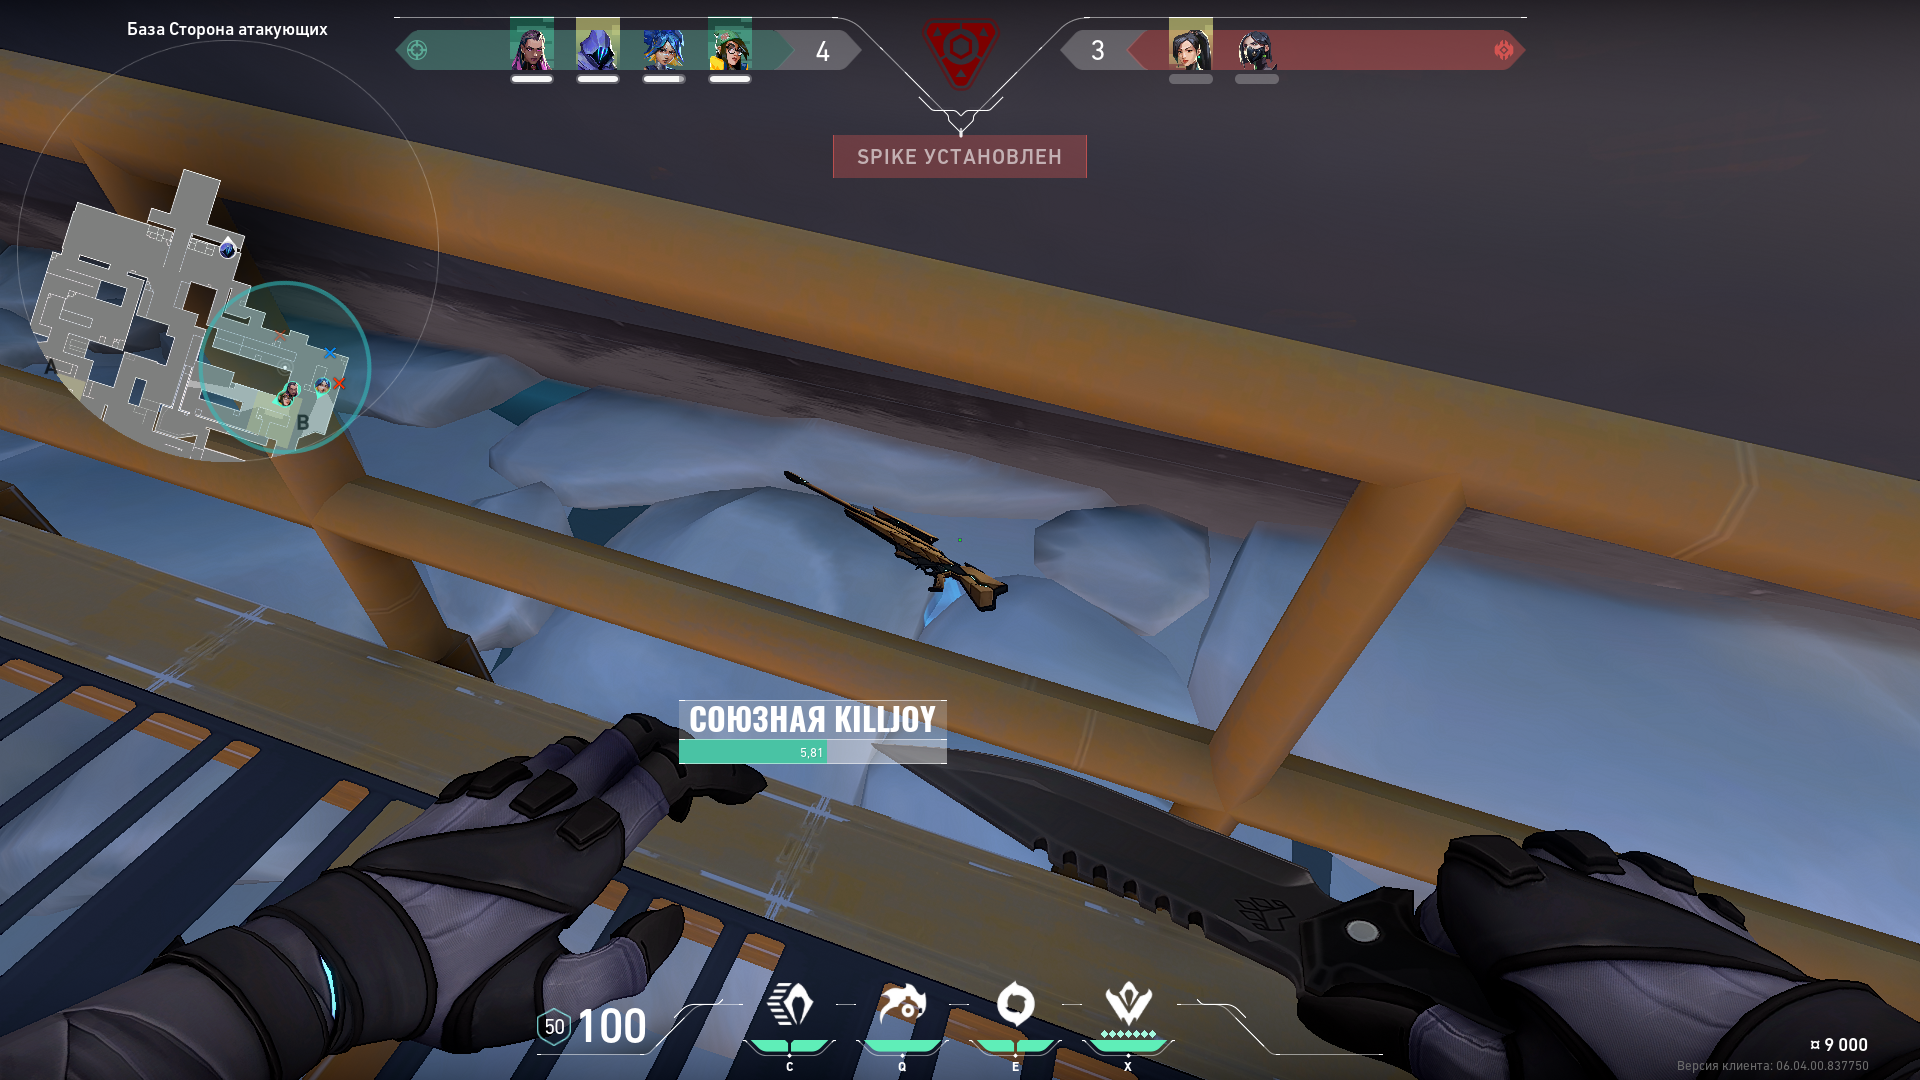 База Сторона атакующих
4
3
SPIKE УСТАНОВЛЕН
A
B
СОЮЗНАЯ KILLJOY
5,81
50 100
C Q E X
¤ 9 000
Версия клиента: 06.04.00.837750